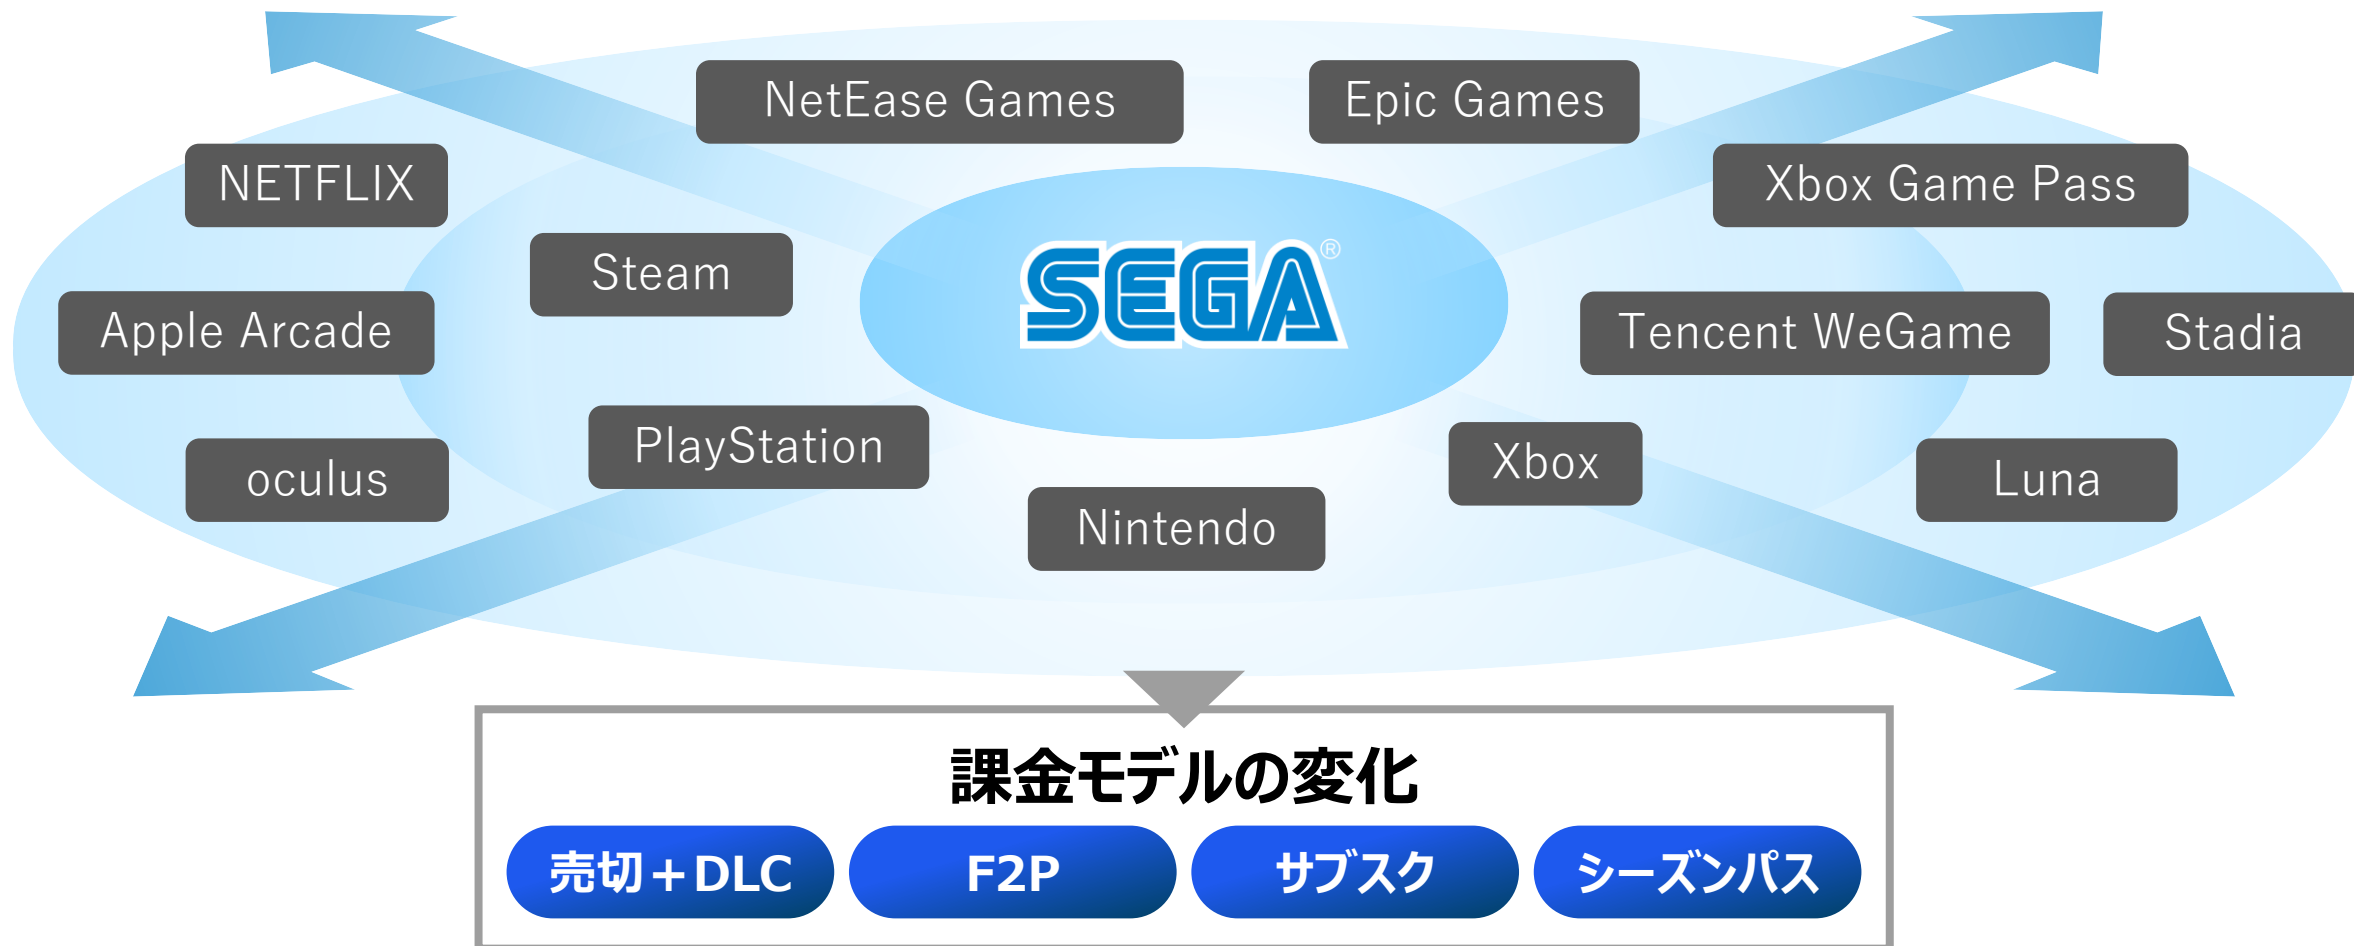 NetEase Games
Epic Games
NETFLIX
Xbox Game Pass
Steam
SEGA®
Apple Arcade
Tencent WeGame
Stadia
PlayStation
Xbox
oculus
Luna
Nintendo
課金モデルの変化
売切+DLC
F2P
サブスク
シーズンパス